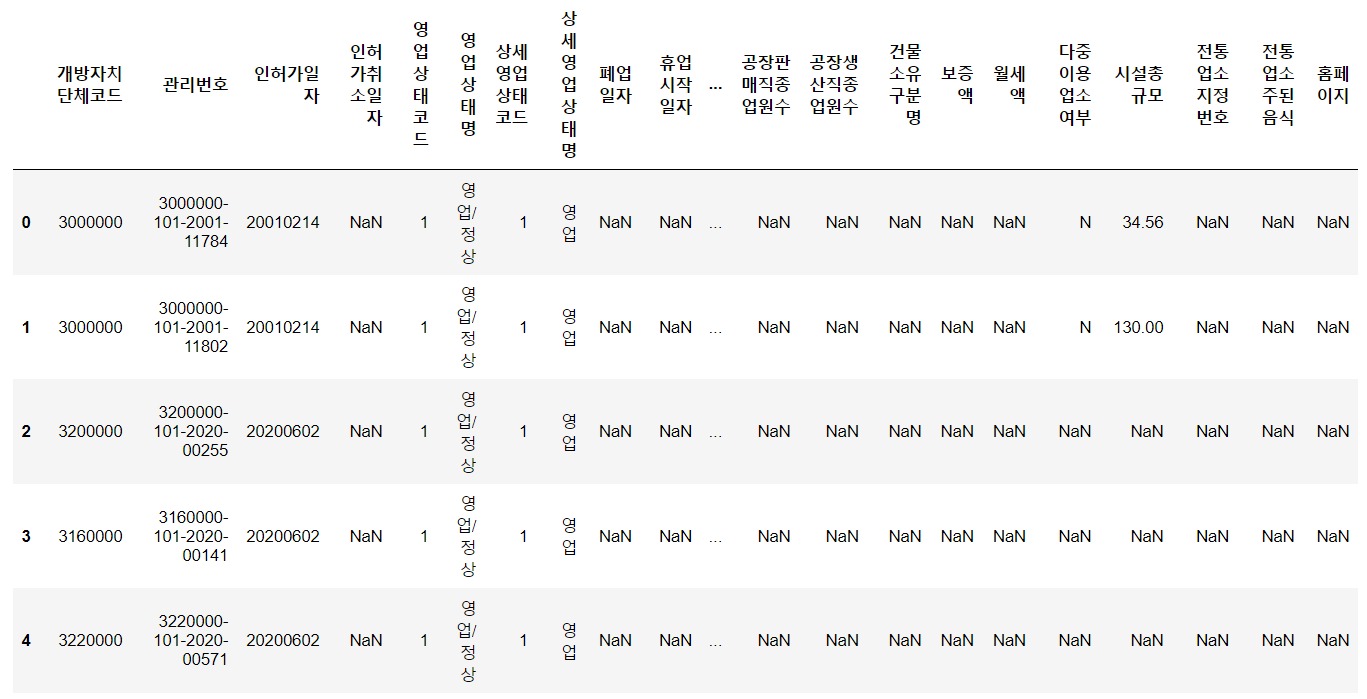 개방자치단체코드 관리번호 인허가일자 인허가취소일자 영업상태코드 영업상태명 상세영업상태코드 상세영업상태명 폐업일자 휴업시작일자 ... 공장판매직종업원수 공장생산직종업원수 건물소유구분명 보증액 월세액 다중이용업소여부 시설총규모 전통업소지정번호 전통업소주된음식 홈페이지
0 3000000 3000000-101-2001-11784 20010214 NaN 1 영업/정상 1 영업 NaN NaN ... NaN NaN NaN NaN NaN N 34.56 NaN NaN NaN
1 3000000 3000000-101-2001-11802 20010214 NaN 1 영업/정상 1 영업 NaN NaN ... NaN NaN NaN NaN NaN N 130.00 NaN NaN NaN
2 3200000 3200000-101-2020-00255 20200602 NaN 1 영업/정상 1 영업 NaN NaN ... NaN NaN NaN NaN NaN NaN NaN NaN NaN NaN
3 3160000 3160000-101-2020-00141 20200602 NaN 1 영업/정상 1 영업 NaN NaN ... NaN NaN NaN NaN NaN NaN NaN NaN NaN NaN
4 3220000 3220000-101-2020-00571 20200602 NaN 1 영업/정상 1 영업 NaN NaN ... NaN NaN NaN NaN NaN NaN NaN NaN NaN NaN